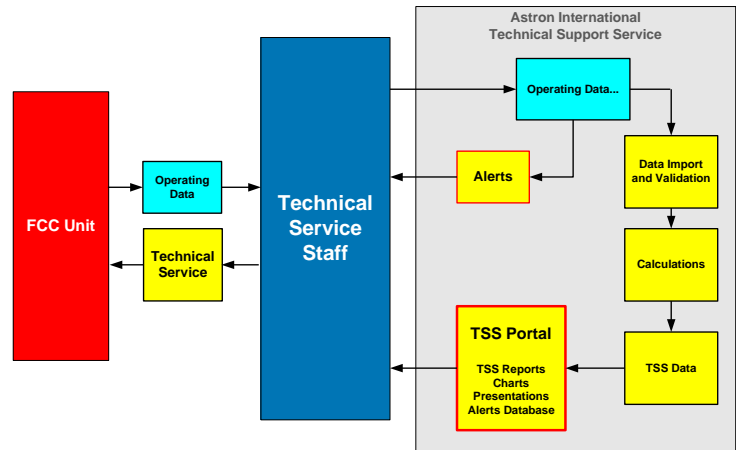 Astron International
Technical Support Service
Operating Data...
Data Import
and Validation
Alerts
Operating
Data
Technical
Service
Staff
FCC Unit
Technical
Service
Calculations
TSS Portal
TSS Reports
Charts
Presentations
Alerts Database
TSS Data